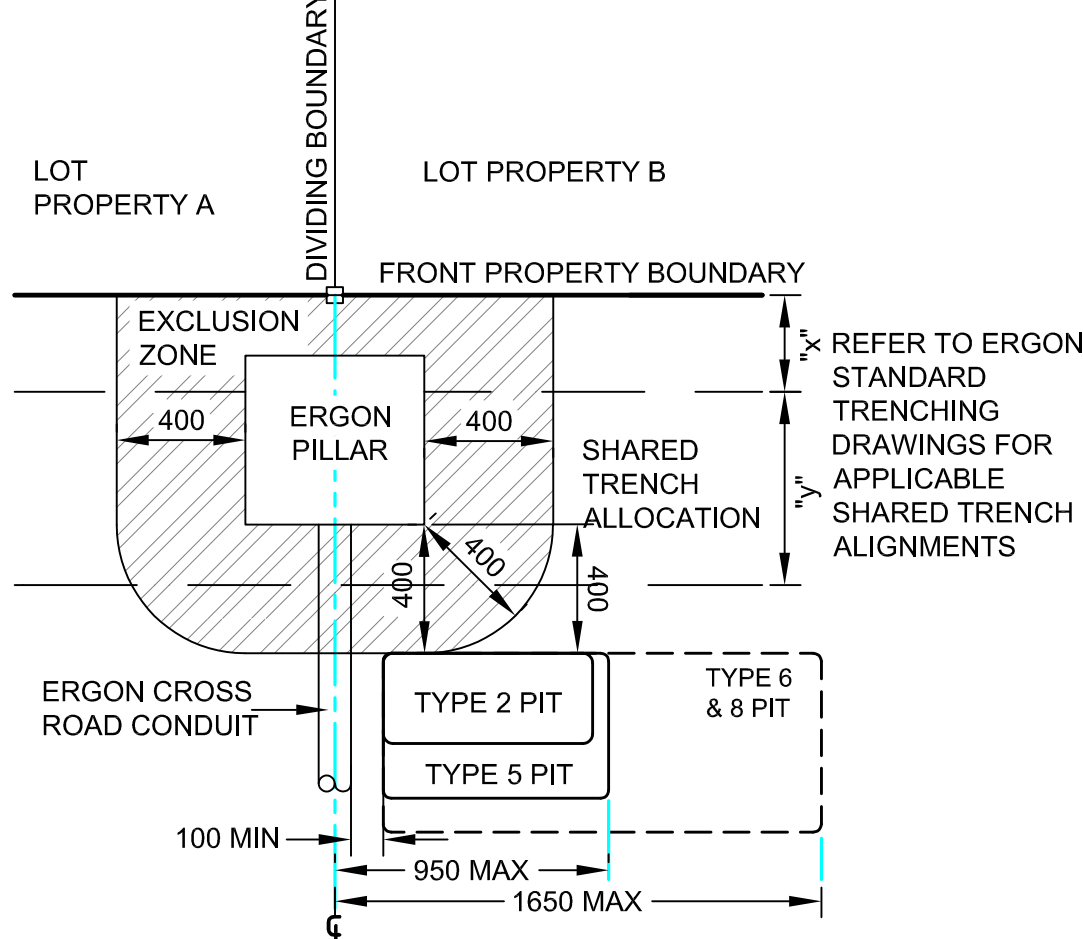 DIVIDING BOUNDARY
LOT
PROPERTY A
LOT PROPERTY B
FRONT PROPERTY BOUNDARY
EXCLUSION
ZONE
"x"
REFER TO ERGON
STANDARD
TRENCHING
DRAWINGS FOR
APPLICABLE
SHARED TRENCH
ALIGNMENTS
"y"
400
ERGON
PILLAR
400
SHARED
TRENCH
ALLOCATION
400
400
400
ERGON CROSS
ROAD CONDUIT
TYPE 2 PIT
TYPE 5 PIT
TYPE 6
& 8 PIT
100 MIN
950 MAX
1650 MAX
℄